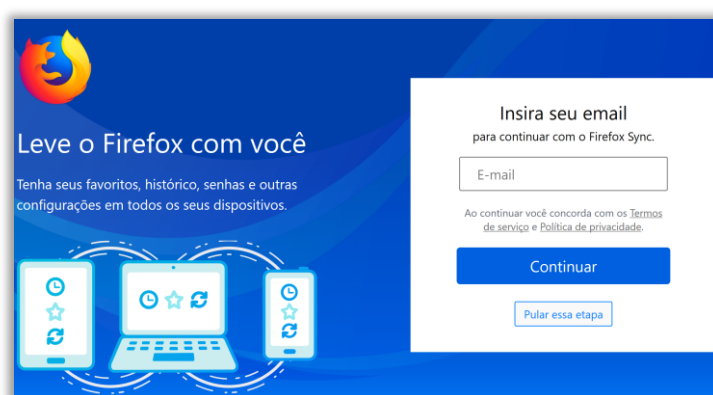 Leve o Firefox com você
Tenha seus favoritos, histórico, senhas e outras
configurações em todos os seus dispositivos.
Insira seu email
para continuar com o Firefox Sync.
E-mail
Ao continuar você concorda com os Termos
de serviço e Política de privacidade.
Continuar
Pular essa etapa